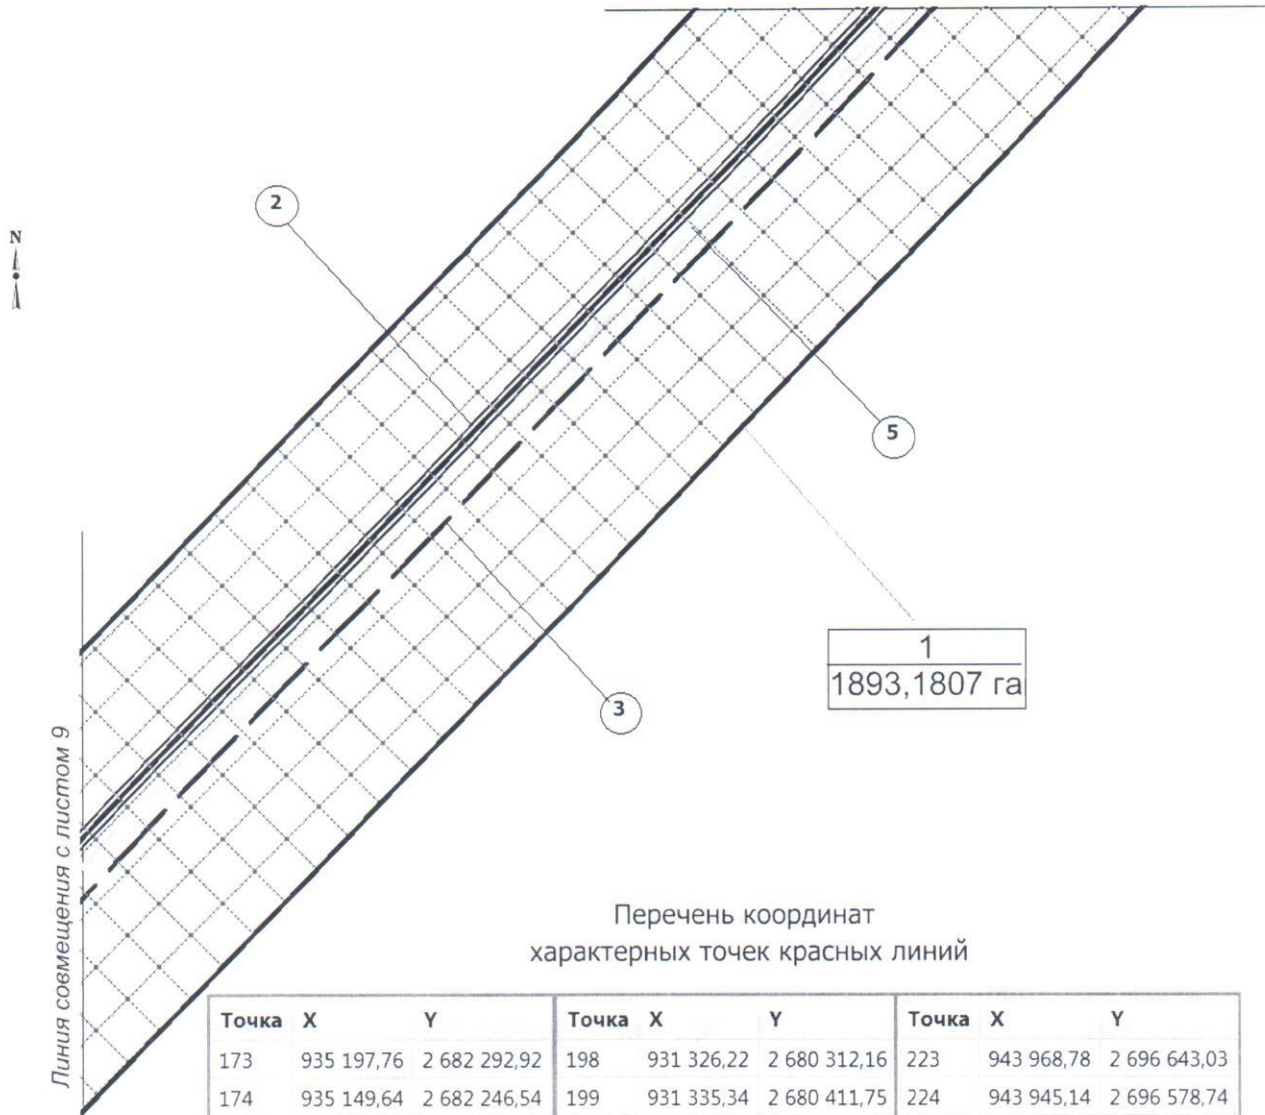 N
2
5
1
1893,1807 га
3
Линия совмещения с листом 9
Перечень координат
характерных точек красных линий
Точка X Y Точка X Y Точка X Y
173 935 197,76 2 682 292,92 198 931 326,22 2 680 312,16 223 943 968,78 2 696 643,03
174 935 149,64 2 682 246,54 199 931 335,34 2 680 411,75 224 943 945,14 2 696 578,74